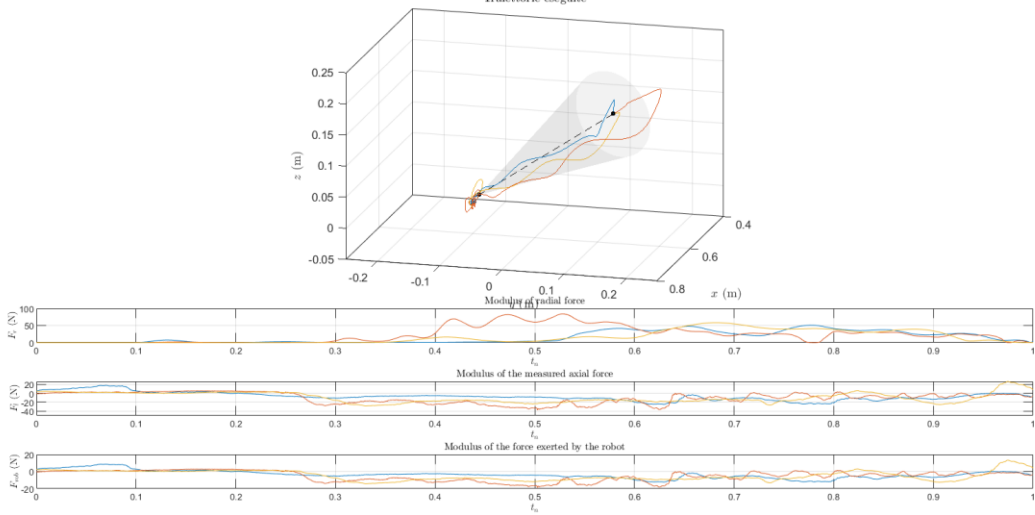 Traiettorie eseguite
0.25
0.2
0.15
0.1
0.05
0
-0.05
z (m)
-0.2
-0.1
0
0.1
0.2
y (m)
0.4
0.6
0.8
x (m)
Modulus of radial force
F_r (N)
100
50
0
0 0.1 0.2 0.3 0.4 0.5 0.6 0.7 0.8 0.9 1
t_n
Modulus of the measured axial force
(N)
20
0
-20
-40
0 0.1 0.2 0.3 0.4 0.5 0.6 0.7 0.8 0.9 1
t_n
Modulus of the force exerted by the robot
(N)
20
0
-20
0 0.1 0.2 0.3 0.4 0.5 0.6 0.7 0.8 0.9 1
t_n